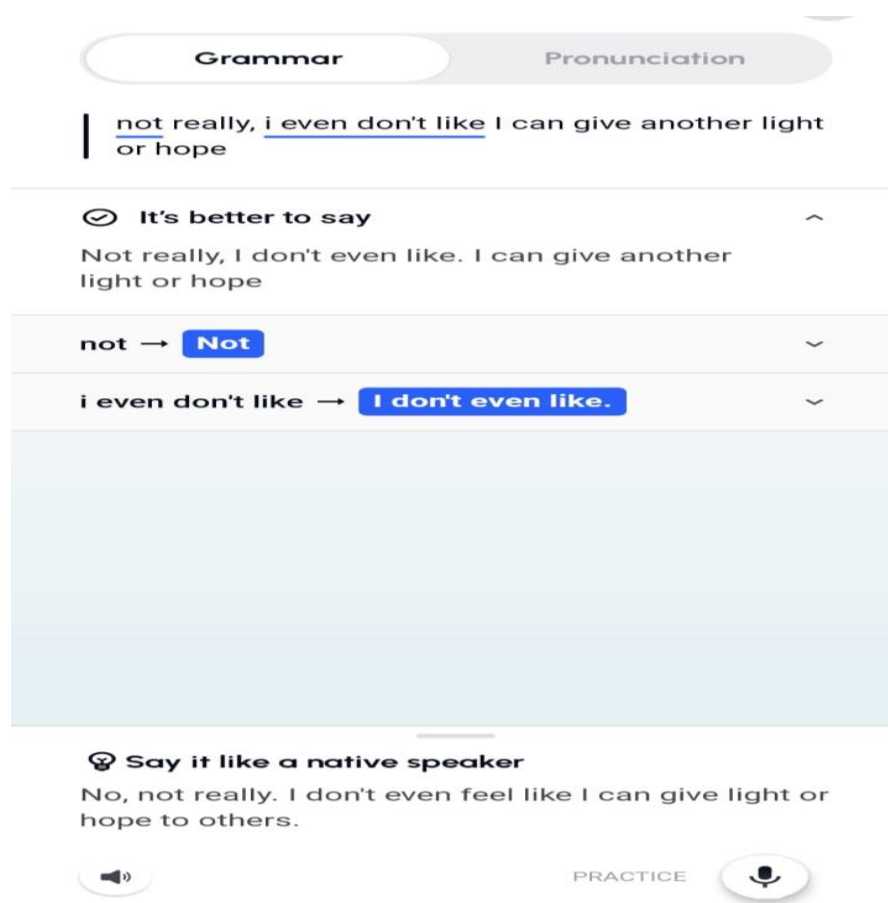 Grammar Pronunciation
not really, i even don't like I can give another light
or hope
It's better to say
Not really, I don't even like. I can give another
light or hope
not → Not
i even don't like → I don't even like.
Say it like a native speaker
No, not really. I don't even feel like I can give light or
hope to others.
PRACTICE